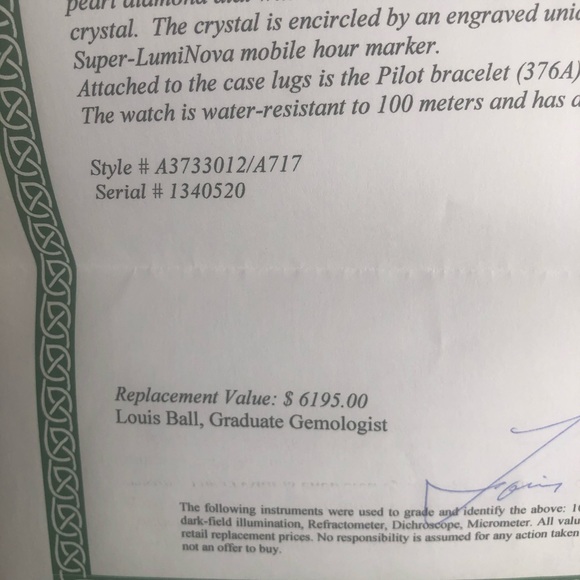 pearl diamond dial
crystal. The crystal is encircled by an engraved
Super-LumiNova mobile hour marker.
Attached to the case lugs is the Pilot bracelet (376A)
The watch is water-resistant to 100 meters and has
Style # A3733012/A717
Serial # 1340520
Replacement Value: $ 6195.00
Louis Ball, Graduate Gemologist
Louis
The following instruments were used to grade and identify the above:
dark-field illumination, Refractometer, Dichroscope, Micrometer. All
retail replacement prices. No responsibility is assumed for any action taken
not an offer to buy.